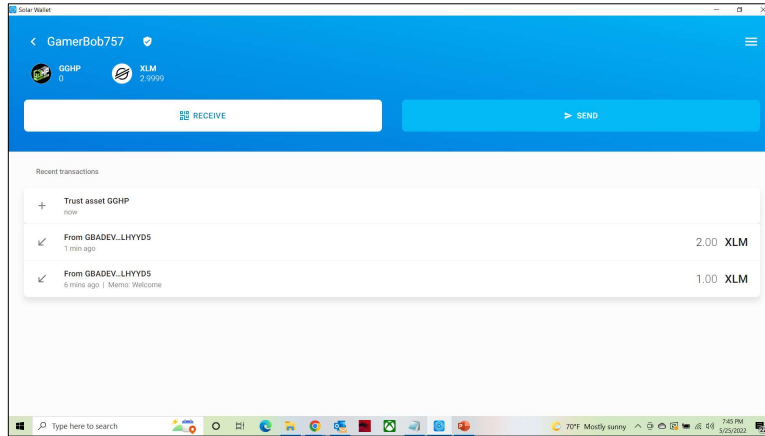 Solar Wallet
GamerBob757
GGHP
0
XLM
2.9999
RECEIVE
SEND
Recent transactions
Trust asset GGHP
now
From GBADEV…LHYYD5
1 min ago
2.00 XLM
From GBADEV…LHYYD5
6 mins ago | Memo: Welcome
1.00 XLM
Type here to search
70°F Mostly sunny
7:45 PM
5/25/2022